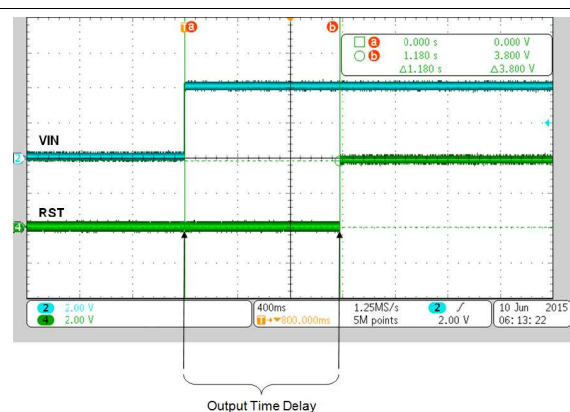 T a b
a 0.000 s 0.000 V
b 1.180 s 3.800 V
Δ1.180 s Δ3.800 V
VIN
2
RST
4
2 2.00 V
4 2.00 V
400ms
T→▼800.000ms
1.25MS/s
5M points
2 ∫
2.00 V
10 Jun 2015
06:13:22
Output Time Delay